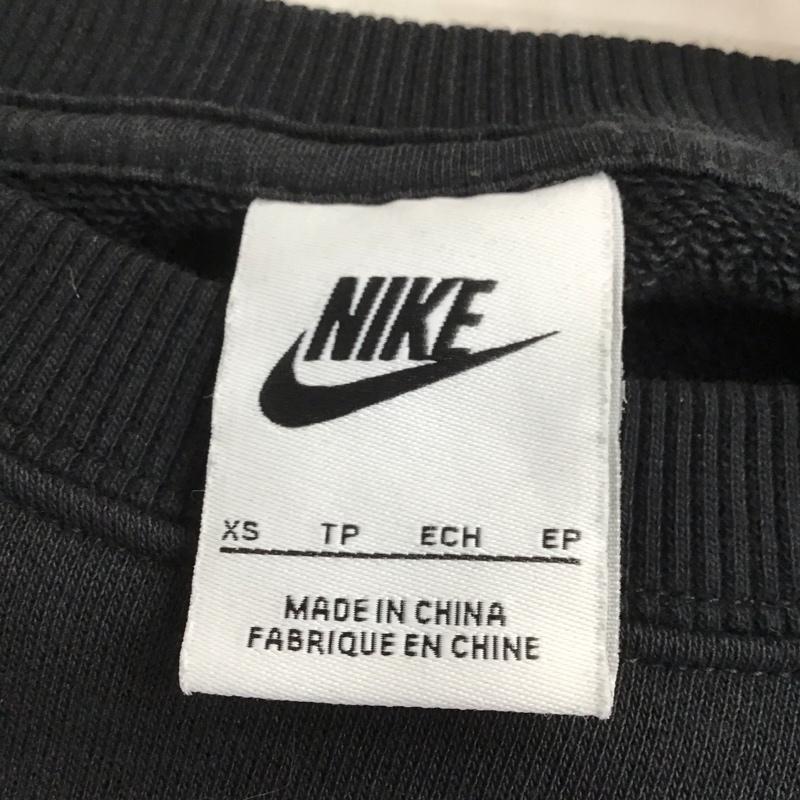 NIKE
XS TP ECH EP
MADE IN CHINA
FABRIQUE EN CHINE